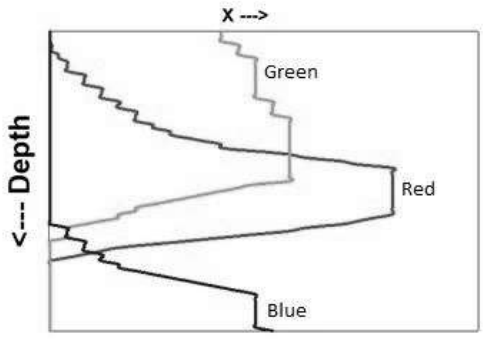 X --->
Green
<---- Depth
Red
Blue